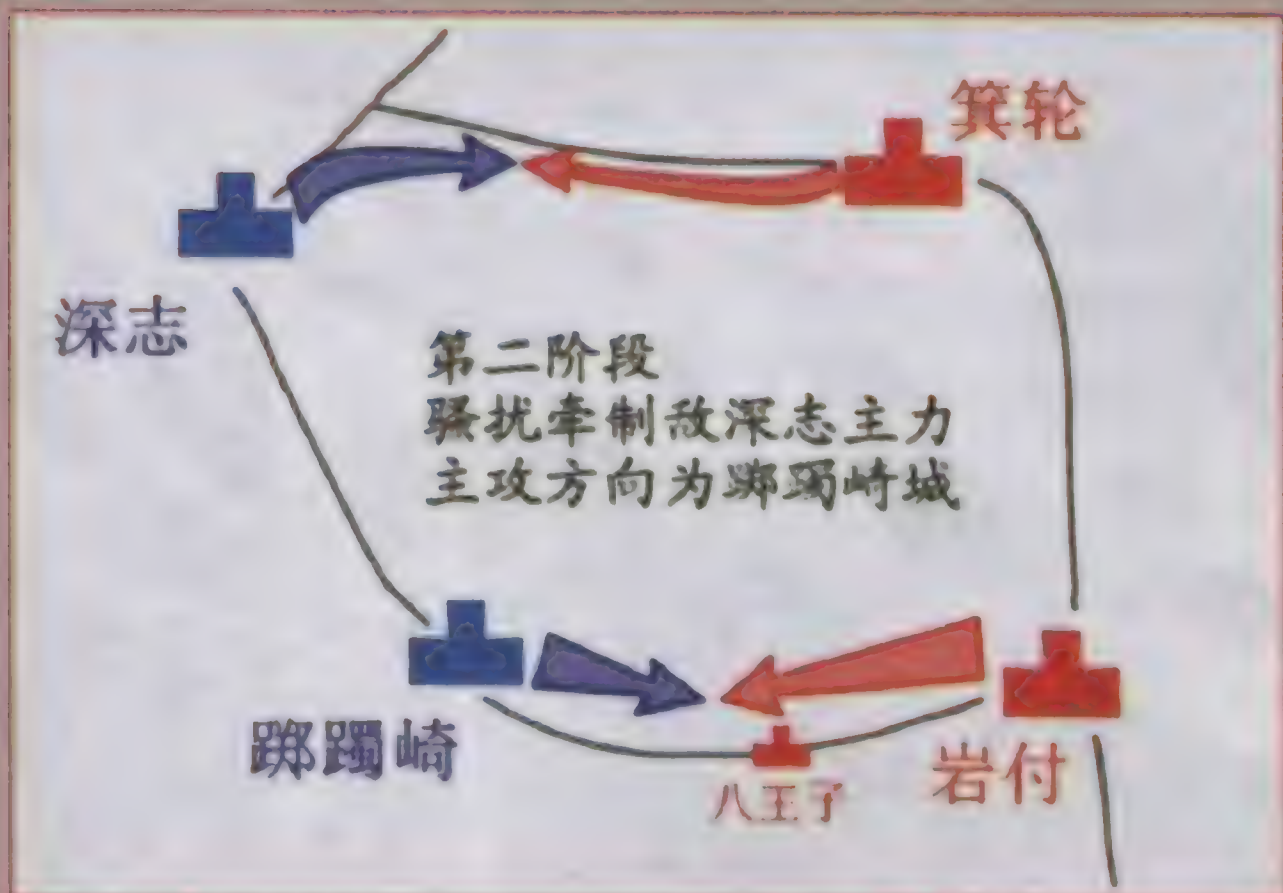 箕轮
深志
第二阶段
骚扰牵制敌深志主力
主攻方向为踯躅崎城
踯躅崎
八王子
岩付